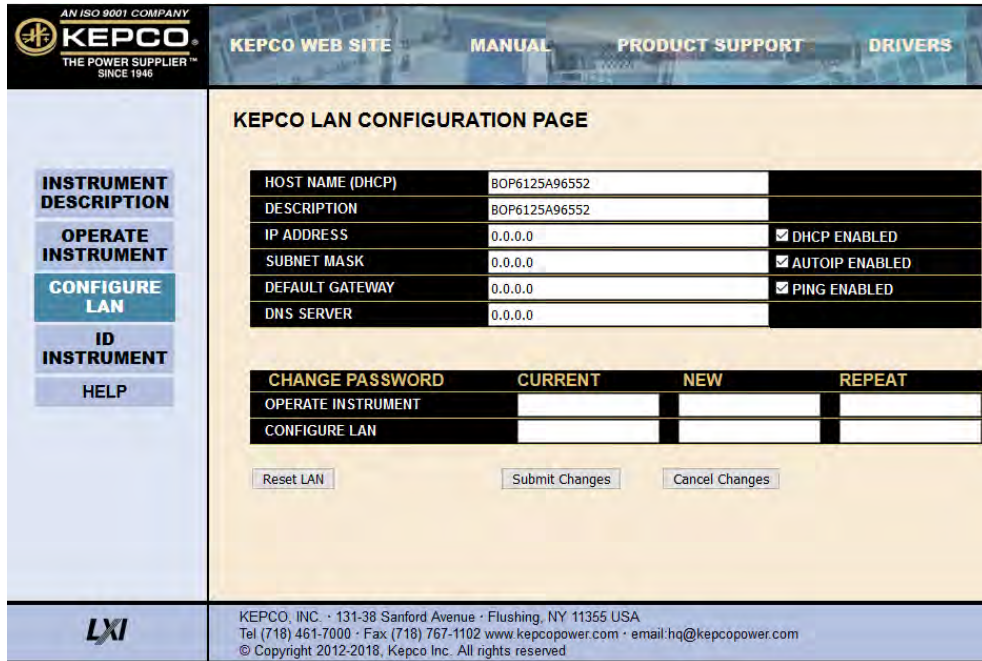 AN ISO 9001 COMPANY
KEPCO®
THE POWER SUPPLIER™
SINCE 1946
KEPCO WEB SITE MANUAL PRODUCT SUPPORT DRIVERS
INSTRUMENT
DESCRIPTION
OPERATE
INSTRUMENT
CONFIGURE
LAN
ID
INSTRUMENT
HELP
KEPCO LAN CONFIGURATION PAGE
HOST NAME (DHCP) BOP6125A96552
DESCRIPTION BOP6125A96552
IP ADDRESS 0.0.0.0 DHCP ENABLED
SUBNET MASK 0.0.0.0 AUTOIP ENABLED
DEFAULT GATEWAY 0.0.0.0 PING ENABLED
DNS SERVER 0.0.0.0
CHANGE PASSWORD CURRENT NEW REPEAT
OPERATE INSTRUMENT
CONFIGURE LAN
Reset LAN Submit Changes Cancel Changes
LXI
KEPCO, INC. · 131-38 Sanford Avenue · Flushing, NY 11355 USA
Tel (718) 461-7000 · Fax (718) 767-1102 www.kepcopower.com · email:hq@kepcopower.com
© Copyright 2012-2018, Kepco Inc. All rights reserved